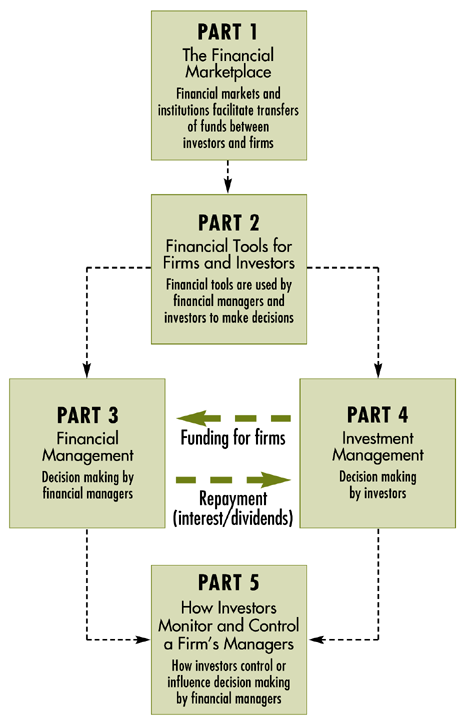 PART 1
The Financial
Marketplace
Financial markets and
institutions facilitate transfers
of funds between
investors and firms
PART 2
Financial Tools for
Firms and Investors
Financial tools are used by
financial managers and
investors to make decisions
PART 3
Financial
Management
Decision making by
financial managers
Funding for firms
Repayment
(interest/dividends)
PART 4
Investment
Management
Decision making
by investors
PART 5
How Investors
Monitor and Control
a Firm's Managers
How investors control or
influence decision making
by financial managers